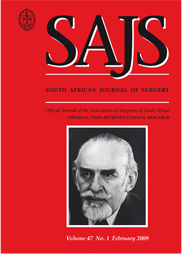 SAJS
SOUTH AFRICAN JOURNAL OF SURGERY
Official Journal of the Association of Surgeons of South Africa
ORIGINAL, PEER-REVIEWED CLINICAL RESEARCH
Volume 47 No. 1 February 2009